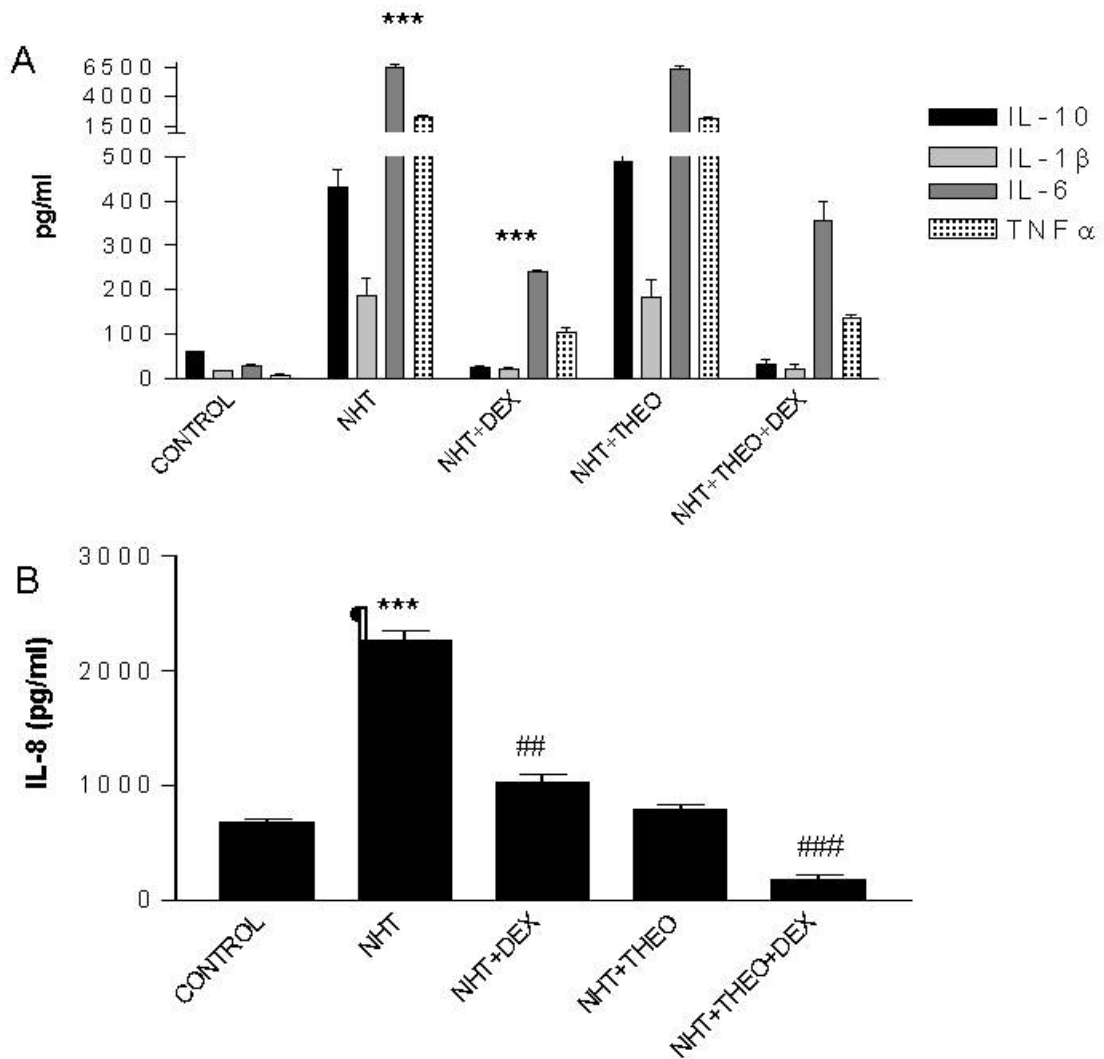 A
***
6500
4000
1500
500
400
300
200
100
0
pg/ml
***
CONTROL
NHT
NHT+DEX
NHT+THEO
NHT+THEO+DEX
IL-10
IL-1β
IL-6
TNFα
B
3000
2000
1000
0
IL-8 (pg/ml)
***
##
###
CONTROL
NHT
NHT+DEX
NHT+THEO
NHT+THEO+DEX